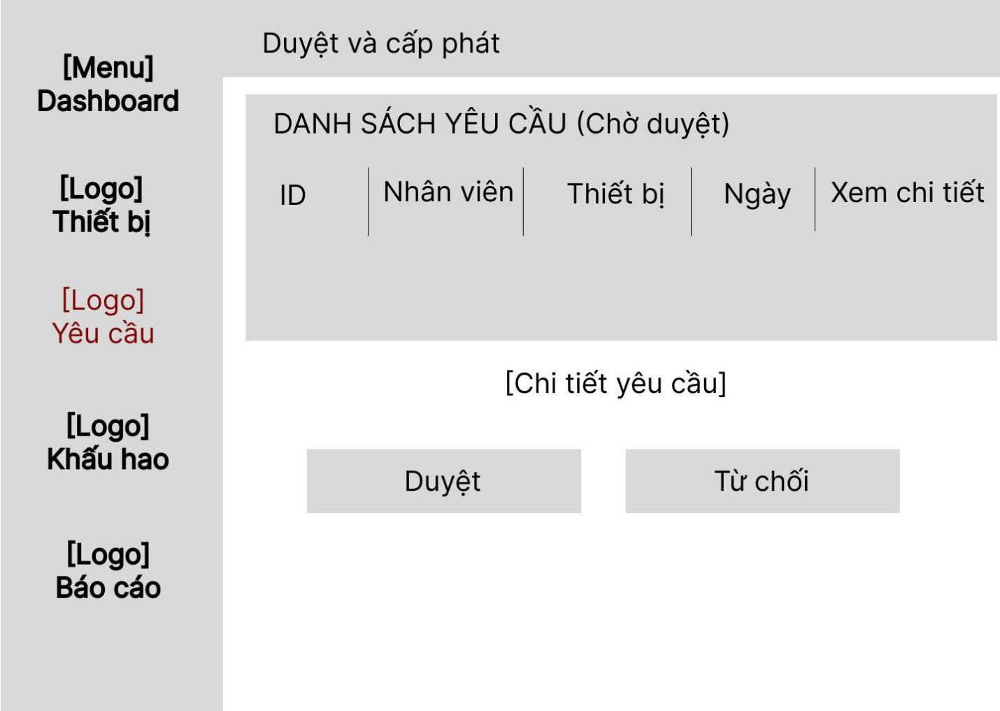 Duyệt và cấp phát
[Menu]
Dashboard
[Logo]
Thiết bị
[Logo]
Yêu cầu
[Logo]
Khấu hao
[Logo]
Báo cáo
DANH SÁCH YÊU CẦU (Chờ duyệt)
ID Nhân viên Thiết bị Ngày Xem chi tiết
[Chi tiết yêu cầu]
Duyệt Từ chối